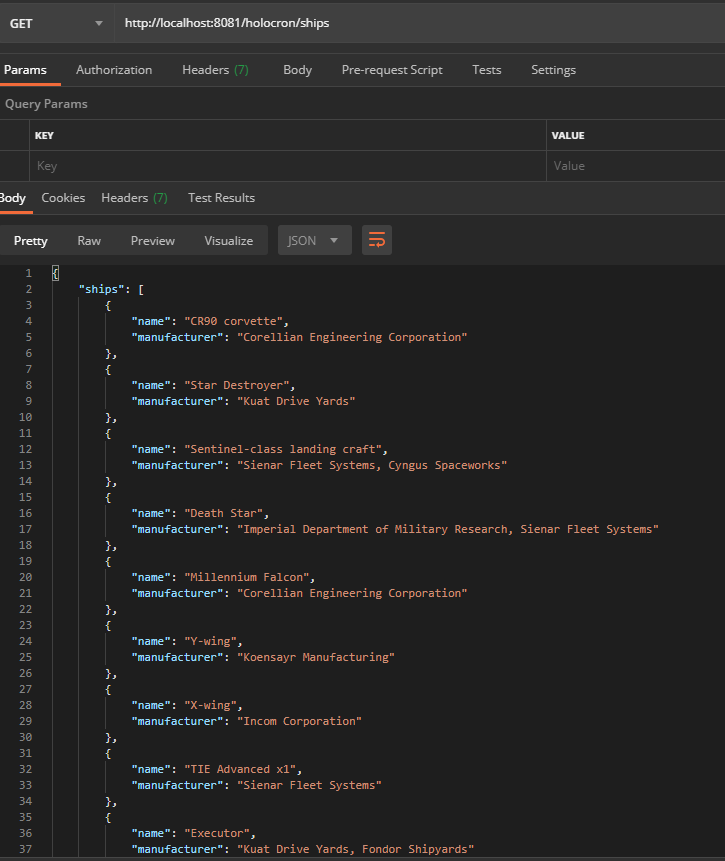 GET http://localhost:8081/holocron/ships
Params Authorization Headers (7) Body Pre-request Script Tests Settings
Query Params
KEY VALUE
Key Value
Body Cookies Headers (7) Test Results
Pretty Raw Preview Visualize JSON
1 {
2 "ships": [
3 {
4 "name": "CR90 corvette",
5 "manufacturer": "Corellian Engineering Corporation"
6 },
7 {
8 "name": "Star Destroyer",
9 "manufacturer": "Kuat Drive Yards"
10 },
11 {
12 "name": "Sentinel-class landing craft",
13 "manufacturer": "Sienar Fleet Systems, Cyngus Spaceworks"
14 },
15 {
16 "name": "Death Star",
17 "manufacturer": "Imperial Department of Military Research, Sienar Fleet Systems"
18 },
19 {
20 "name": "Millennium Falcon",
21 "manufacturer": "Corellian Engineering Corporation"
22 },
23 {
24 "name": "Y-wing",
25 "manufacturer": "Koensayr Manufacturing"
26 },
27 {
28 "name": "X-wing",
29 "manufacturer": "Incom Corporation"
30 },
31 {
32 "name": "TIE Advanced x1",
33 "manufacturer": "Sienar Fleet Systems"
34 },
35 {
36 "name": "Executor",
37 "manufacturer": "Kuat Drive Yards, Fondor Shipyards"